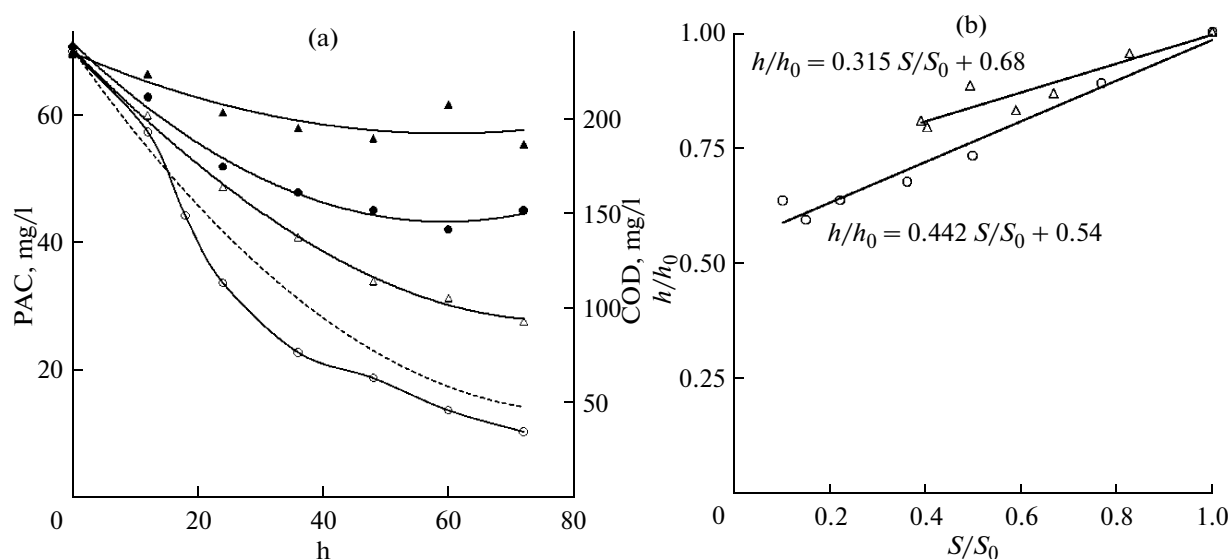 (a)
PAC, mg/l
60
40
20
0
20
40
60
80
h
200
150
100
50
COD, mg/l
(b)
h/h₀
1.00
0.75
0.50
0.25
0
0.2
0.4
0.6
0.8
1.0
S/S₀
h/h₀ = 0.315 S/S₀ + 0.68
h/h₀ = 0.442 S/S₀ + 0.54